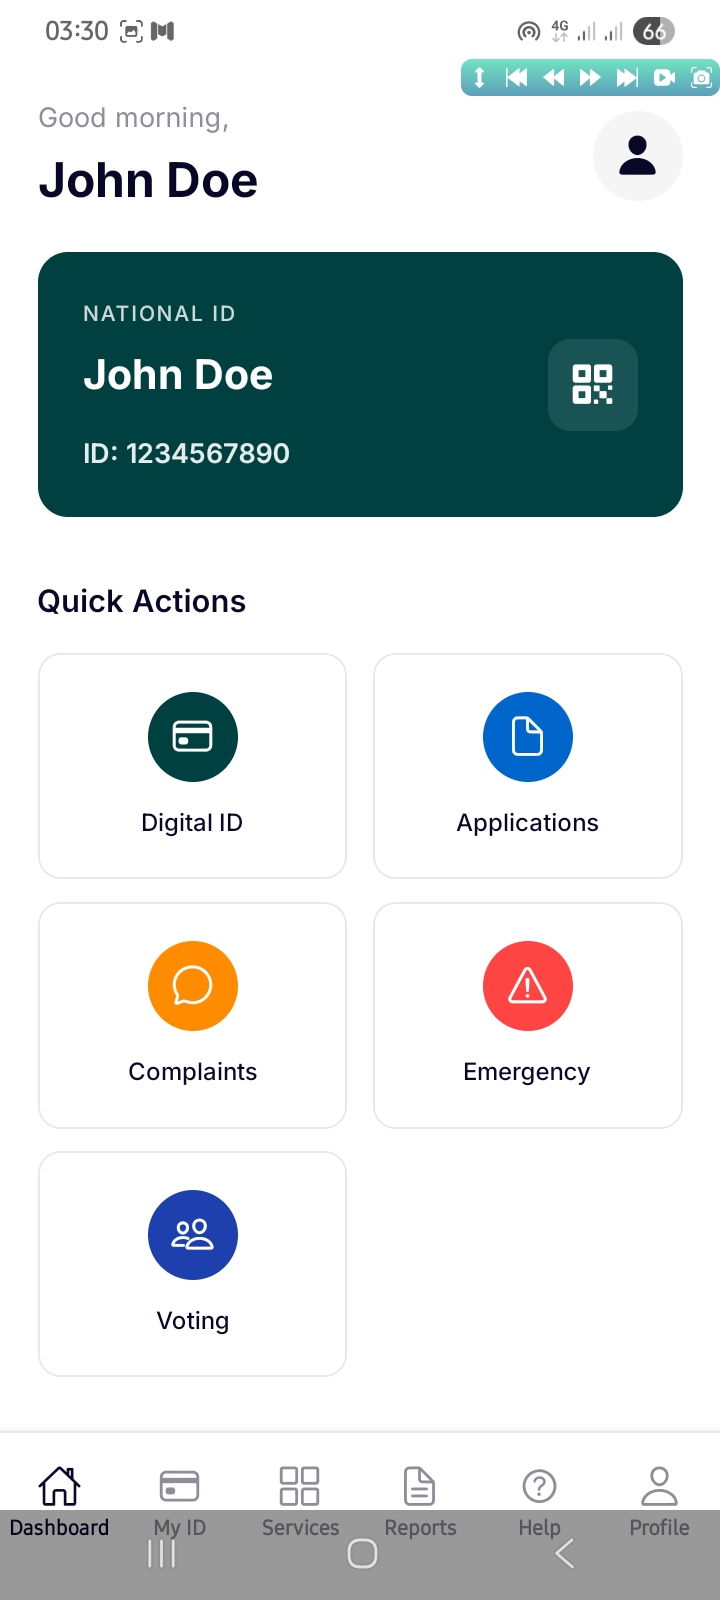 03:30
4G
66
Good morning,
John Doe
NATIONAL ID
John Doe
ID: 1234567890
Quick Actions
Digital ID
Applications
Complaints
Emergency
Voting
Dashboard
My ID
Services
Reports
Help
Profile